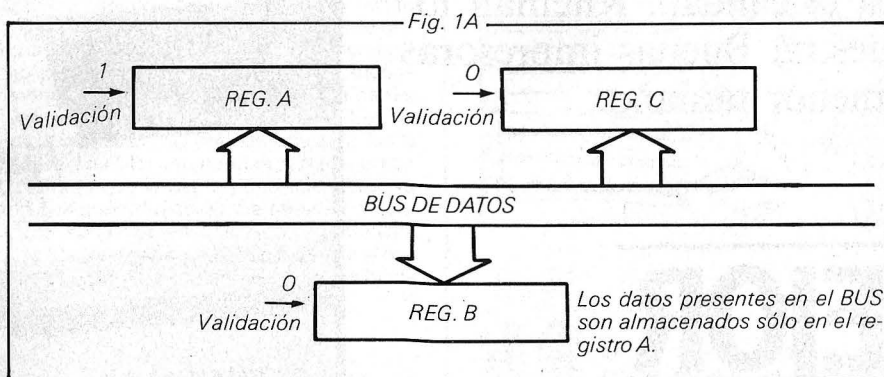 Fig. 1A
1
Validación
REG. A
0
Validación
REG. C
BUS DE DATOS
0
Validación
REG. B
Los datos presentes en el BUS
son almacenados sólo en el re-
gistro A.